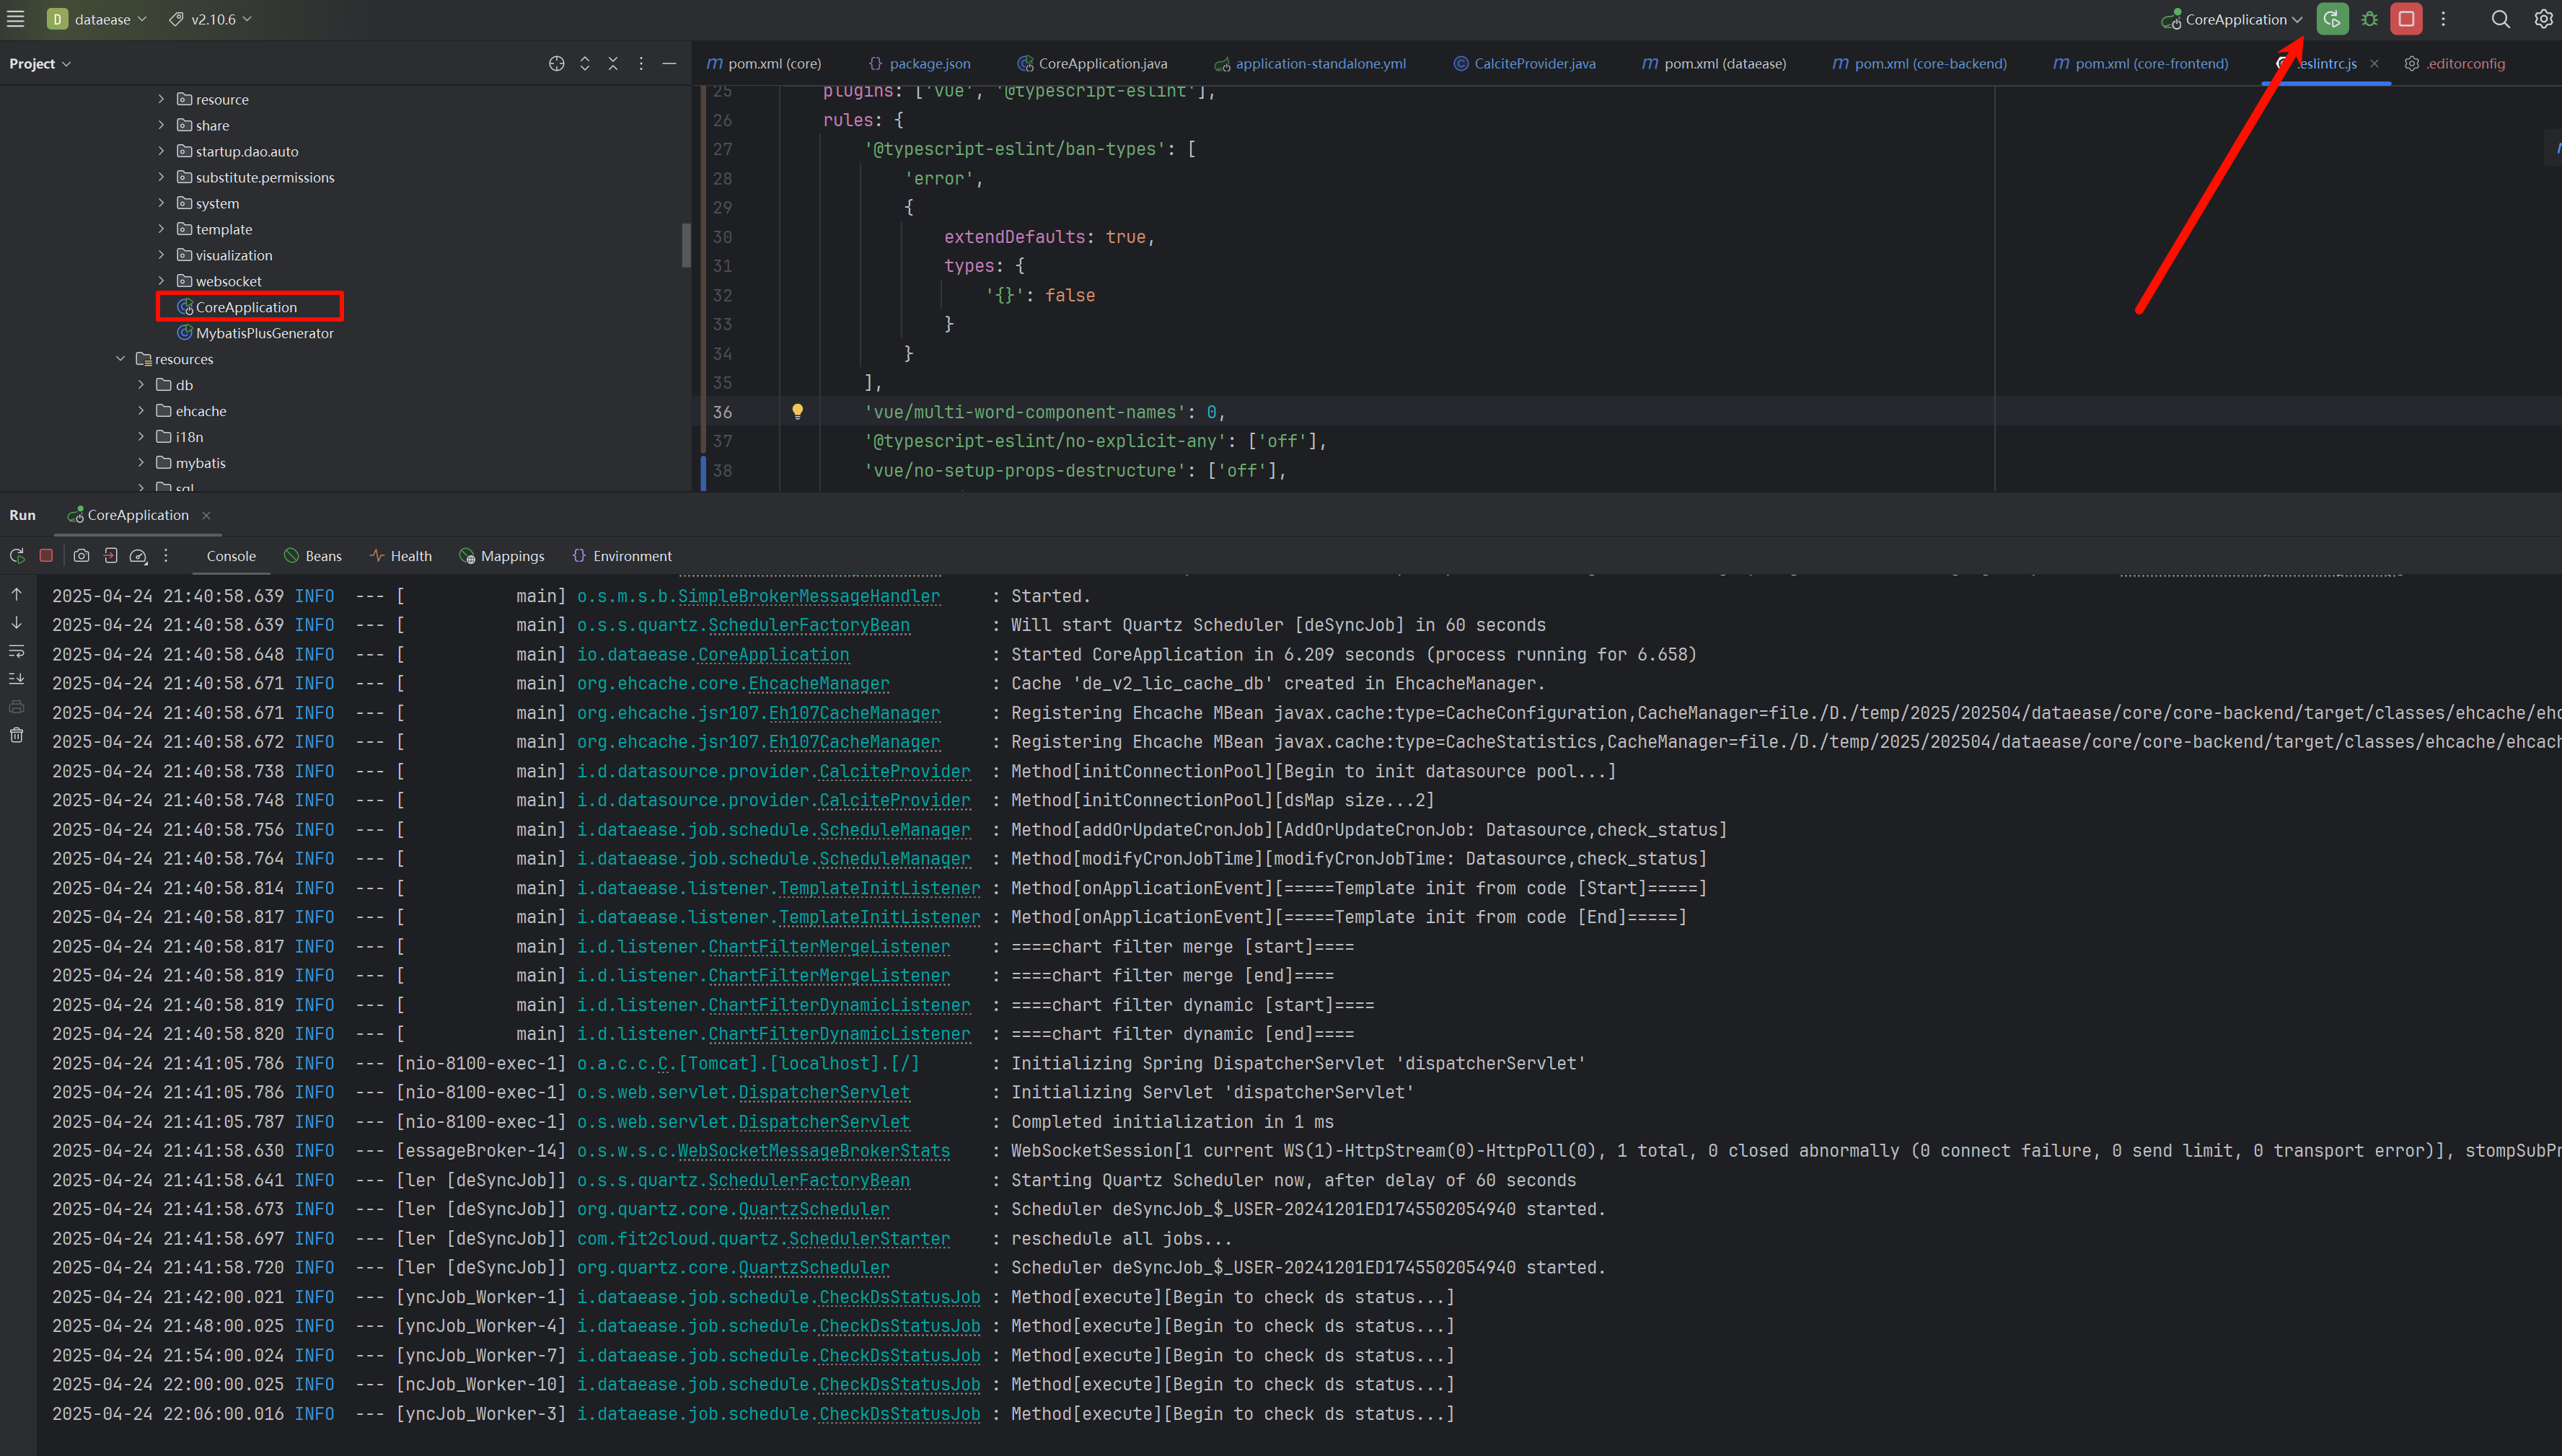 D dataease v2.10.6 CoreApplication
Project
pom.xml (core) package.json CoreApplication.java application-standalone.yml CalciteProvider.java pom.xml (dataease) pom.xml (core-backend) pom.xml (core-frontend) .eslintrc.js .editorconfig
resource
share
startup.dao.auto
substitute.permissions
system
template
visualization
websocket
CoreApplication
MybatisPlusGenerator
resources
db
ehcache
i18n
mybatis
sql
25 plugins: ['vue', '@typescript-eslint'],
26 rules: {
27 '@typescript-eslint/ban-types': [
28 'error',
29 {
30 extendDefaults: true,
31 types: {
32 '{}': false
33 }
34 }
35 ],
36 'vue/multi-word-component-names': 0,
37 '@typescript-eslint/no-explicit-any': ['off'],
38 'vue/no-setup-props-destructure': ['off'],
Run CoreApplication
Console Beans Health Mappings Environment
2025-04-24 21:40:58.639 INFO --- [ main] o.s.m.s.b.SimpleBrokerMessageHandler : Started.
2025-04-24 21:40:58.639 INFO --- [ main] o.s.s.quartz.SchedulerFactoryBean : Will start Quartz Scheduler [deSyncJob] in 60 seconds
2025-04-24 21:40:58.648 INFO --- [ main] io.dataease.CoreApplication : Started CoreApplication in 6.209 seconds (process running for 6.658)
2025-04-24 21:40:58.671 INFO --- [ main] org.ehcache.core.EhcacheManager : Cache 'de_v2_lic_cache_db' created in EhcacheManager.
2025-04-24 21:40:58.671 INFO --- [ main] org.ehcache.jsr107.Eh107CacheManager : Registering Ehcache MBean javax.cache:type=CacheConfiguration,CacheManager=file./D./temp/2025/202504/dataease/core/core-backend/target/classes/ehcache/ehc
2025-04-24 21:40:58.672 INFO --- [ main] org.ehcache.jsr107.Eh107CacheManager : Registering Ehcache MBean javax.cache:type=CacheStatistics,CacheManager=file./D./temp/2025/202504/dataease/core/core-backend/target/classes/ehcache/ehcach
2025-04-24 21:40:58.738 INFO --- [ main] i.d.datasource.provider.CalciteProvider : Method[initConnectionPool][Begin to init datasource pool...]
2025-04-24 21:40:58.748 INFO --- [ main] i.d.datasource.provider.CalciteProvider : Method[initConnectionPool][dsMap size...2]
2025-04-24 21:40:58.756 INFO --- [ main] i.dataease.job.schedule.ScheduleManager : Method[addOrUpdateCronJob][AddOrUpdateCronJob: Datasource,check_status]
2025-04-24 21:40:58.764 INFO --- [ main] i.dataease.job.schedule.ScheduleManager : Method[modifyCronJobTime][modifyCronJobTime: Datasource,check_status]
2025-04-24 21:40:58.814 INFO --- [ main] i.dataease.listener.TemplateInitListener : Method[onApplicationEvent][=====Template init from code [Start]=====]
2025-04-24 21:40:58.817 INFO --- [ main] i.dataease.listener.TemplateInitListener : Method[onApplicationEvent][=====Template init from code [End]=====]
2025-04-24 21:40:58.817 INFO --- [ main] i.d.listener.ChartFilterMergeListener : ====chart filter merge [start]====
2025-04-24 21:40:58.819 INFO --- [ main] i.d.listener.ChartFilterMergeListener : ====chart filter merge [end]====
2025-04-24 21:40:58.819 INFO --- [ main] i.d.listener.ChartFilterDynamicListener : ====chart filter dynamic [start]====
2025-04-24 21:40:58.820 INFO --- [ main] i.d.listener.ChartFilterDynamicListener : ====chart filter dynamic [end]====
2025-04-24 21:41:05.786 INFO --- [nio-8100-exec-1] o.a.c.c.C.[Tomcat].[localhost].[/] : Initializing Spring DispatcherServlet 'dispatcherServlet'
2025-04-24 21:41:05.786 INFO --- [nio-8100-exec-1] o.s.web.servlet.DispatcherServlet : Initializing Servlet 'dispatcherServlet'
2025-04-24 21:41:05.787 INFO --- [nio-8100-exec-1] o.s.web.servlet.DispatcherServlet : Completed initialization in 1 ms
2025-04-24 21:41:58.630 INFO --- [essageBroker-14] o.s.w.s.c.WebSocketMessageBrokerStats : WebSocketSession[1 current WS(1)-HttpStream(0)-HttpPoll(0), 1 total, 0 closed abnormally (0 connect failure, 0 send limit, 0 transport error)], stompSubPr
2025-04-24 21:41:58.641 INFO --- [ler [deSyncJob]] o.s.s.quartz.SchedulerFactoryBean : Starting Quartz Scheduler now, after delay of 60 seconds
2025-04-24 21:41:58.673 INFO --- [ler [deSyncJob]] org.quartz.core.QuartzScheduler : Scheduler deSyncJob_$_USER-20241201ED1745502054940 started.
2025-04-24 21:41:58.697 INFO --- [ler [deSyncJob]] com.fit2cloud.quartz.SchedulerStarter : reschedule all jobs...
2025-04-24 21:41:58.720 INFO --- [ler [deSyncJob]] org.quartz.core.QuartzScheduler : Scheduler deSyncJob_$_USER-20241201ED1745502054940 started.
2025-04-24 21:42:00.021 INFO --- [yncJob_Worker-1] i.dataease.job.schedule.CheckDsStatusJob : Method[execute][Begin to check ds status...]
2025-04-24 21:48:00.025 INFO --- [yncJob_Worker-4] i.dataease.job.schedule.CheckDsStatusJob : Method[execute][Begin to check ds status...]
2025-04-24 21:54:00.024 INFO --- [yncJob_Worker-7] i.dataease.job.schedule.CheckDsStatusJob : Method[execute][Begin to check ds status...]
2025-04-24 22:00:00.025 INFO --- [ncJob_Worker-10] i.dataease.job.schedule.CheckDsStatusJob : Method[execute][Begin to check ds status...]
2025-04-24 22:06:00.016 INFO --- [yncJob_Worker-3] i.dataease.job.schedule.CheckDsStatusJob : Method[execute][Begin to check ds status...]